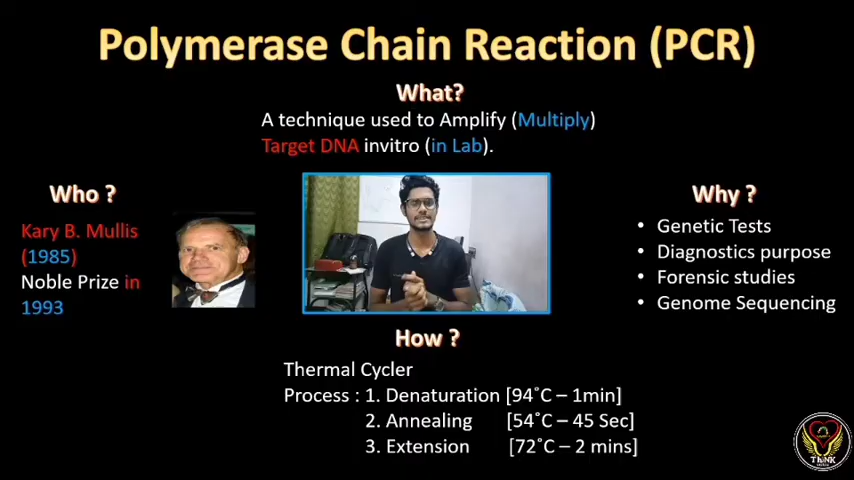 Polymerase Chain Reaction (PCR)
What?
A technique used to Amplify (Multiply)
Target DNA invitro (in Lab).
Who ?
Kary B. Mullis
(1985)
Noble Prize in
1993
Why ?
• Genetic Tests
• Diagnostics purpose
• Forensic studies
• Genome Sequencing
How ?
Thermal Cycler
Process : 1. Denaturation [94˚C – 1min]
2. Annealing [54˚C – 45 Sec]
3. Extension [72˚C – 2 mins]
ThiNK